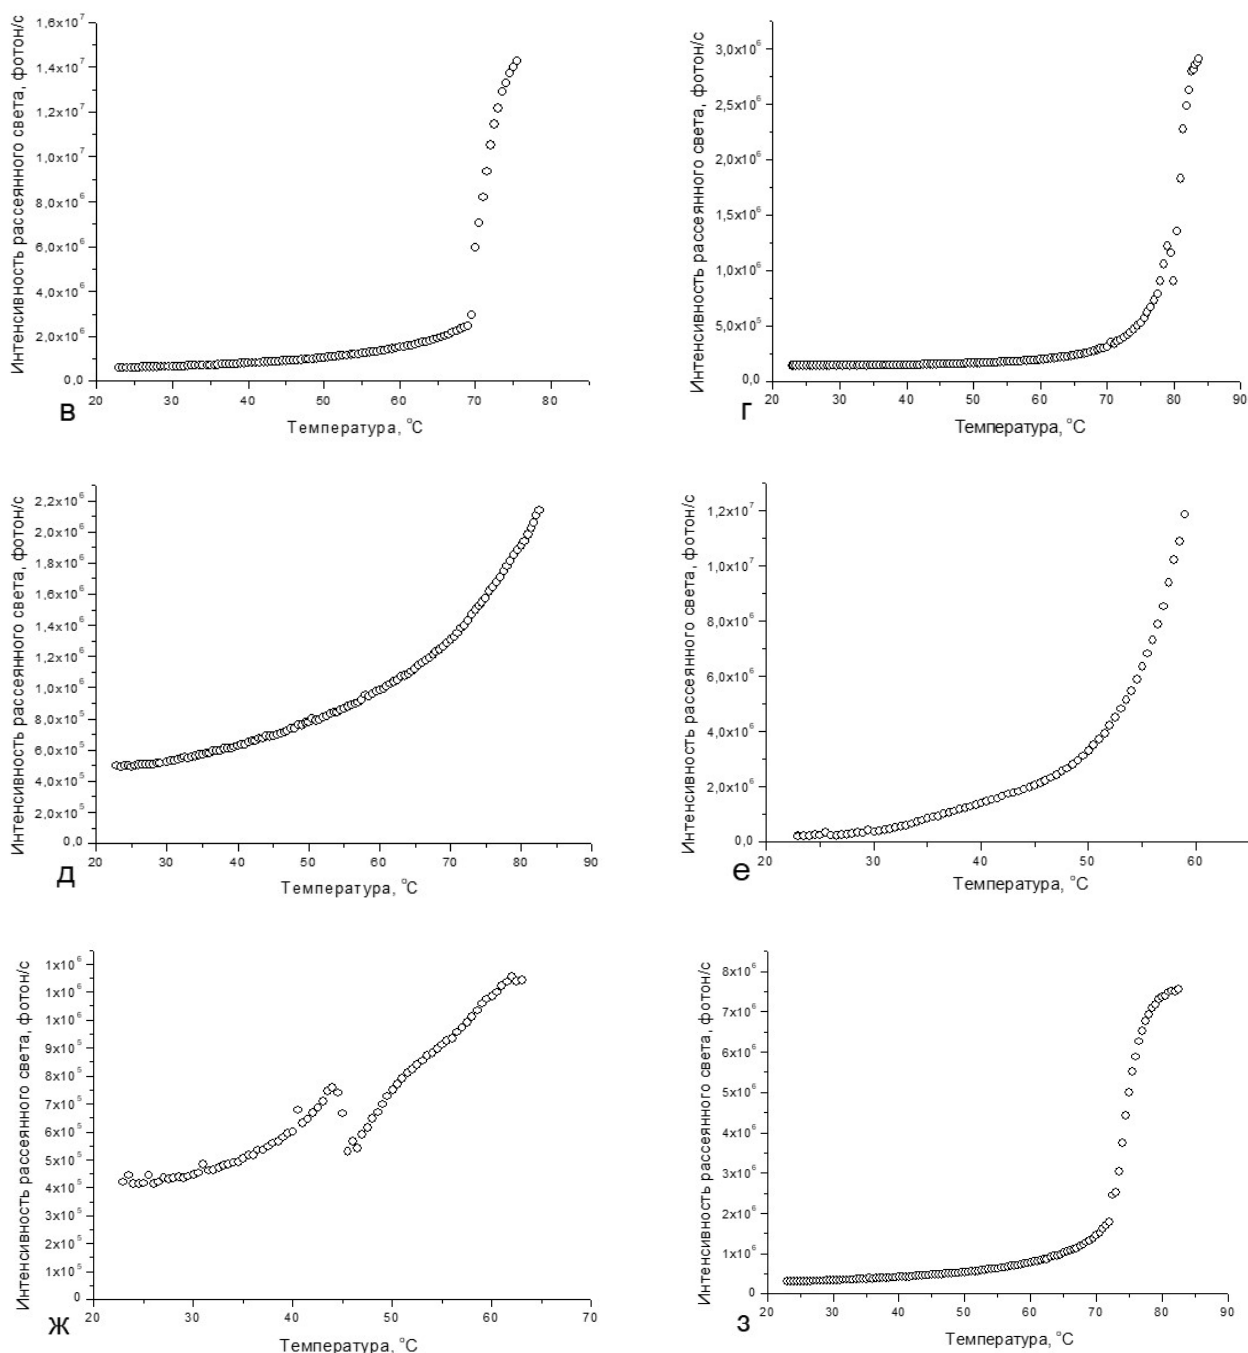 Интенсивность рассеянного света, фотон/с
1,6x10⁷
1,4x10⁷
1,2x10⁷
1,0x10⁷
8,0x10⁶
6,0x10⁶
4,0x10⁶
2,0x10⁶
0,0
20 30 40 50 60 70 80
Температура, °C
в
Интенсивность рассеянного света, фотон/с
3,0x10⁶
2,5x10⁶
2,0x10⁶
1,5x10⁶
1,0x10⁶
5,0x10⁵
0,0
20 30 40 50 60 70 80 90
Температура, °C
г
Интенсивность рассеянного света, фотон/с
2,2x10⁶
2,0x10⁶
1,8x10⁶
1,6x10⁶
1,4x10⁶
1,2x10⁶
1,0x10⁶
8,0x10⁵
6,0x10⁵
4,0x10⁵
2,0x10⁵
0,0
20 30 40 50 60 70 80 90
Температура, °C
д
Интенсивность рассеянного света, фотон/с
1,2x10⁷
1,0x10⁷
8,0x10⁶
6,0x10⁶
4,0x10⁶
2,0x10⁶
0,0
20 30 40 50 60
Температура, °C
е
Интенсивность рассеянного света, фотон/с
1x10⁶
1x10⁶
1x10⁶
9x10⁵
8x10⁵
7x10⁵
6x10⁵
5x10⁵
4x10⁵
3x10⁵
2x10⁵
1x10⁵
0
20 30 40 50 60 70
Температура, °C
ж
Интенсивность рассеянного света, фотон/с
8x10⁶
7x10⁶
6x10⁶
5x10⁶
4x10⁶
3x10⁶
2x10⁶
1x10⁶
0
20 30 40 50 60 70 80 90
Температура, °C
з